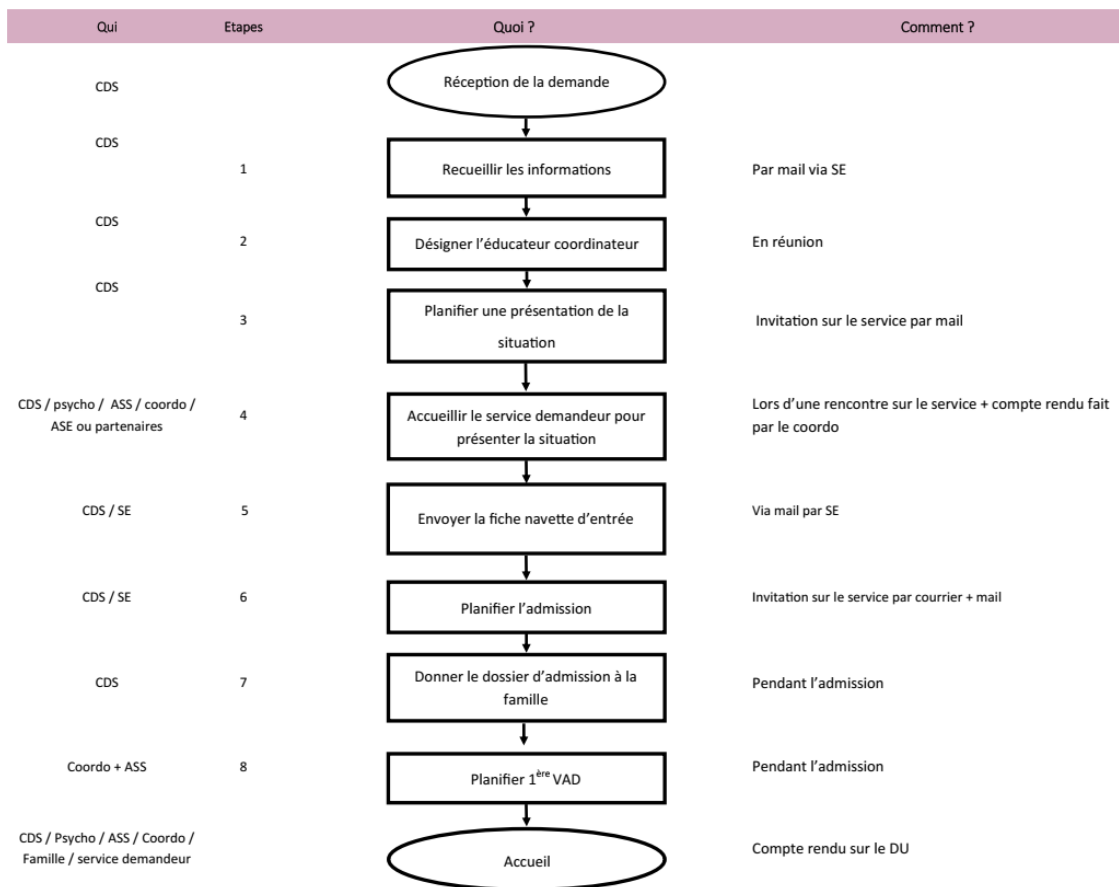 Qui Etapes Quoi ? Comment ?
CDS Réception de la demande
CDS
1 Recueillir les informations Par mail via SE
CDS
2 Désigner l’éducateur coordinateur En réunion
CDS
3 Planifier une présentation de la
situation
Invitation sur le service par mail
CDS / psycho / ASS / coordo /
ASE ou partenaires
4 Accueillir le service demandeur pour
présenter la situation
Lors d’une rencontre sur le service + compte rendu fait
par le coordo
CDS / SE 5 Envoyer la fiche navette d’entrée Via mail par SE
CDS / SE 6 Planifier l’admission Invitation sur le service par courrier + mail
CDS 7 Donner le dossier d’admission à la
famille
Pendant l’admission
Coordo + ASS 8 Planifier 1ère VAD Pendant l’admission
CDS / Psycho / ASS / Coordo /
Famille / service demandeur
Accueil Compte rendu sur le DU